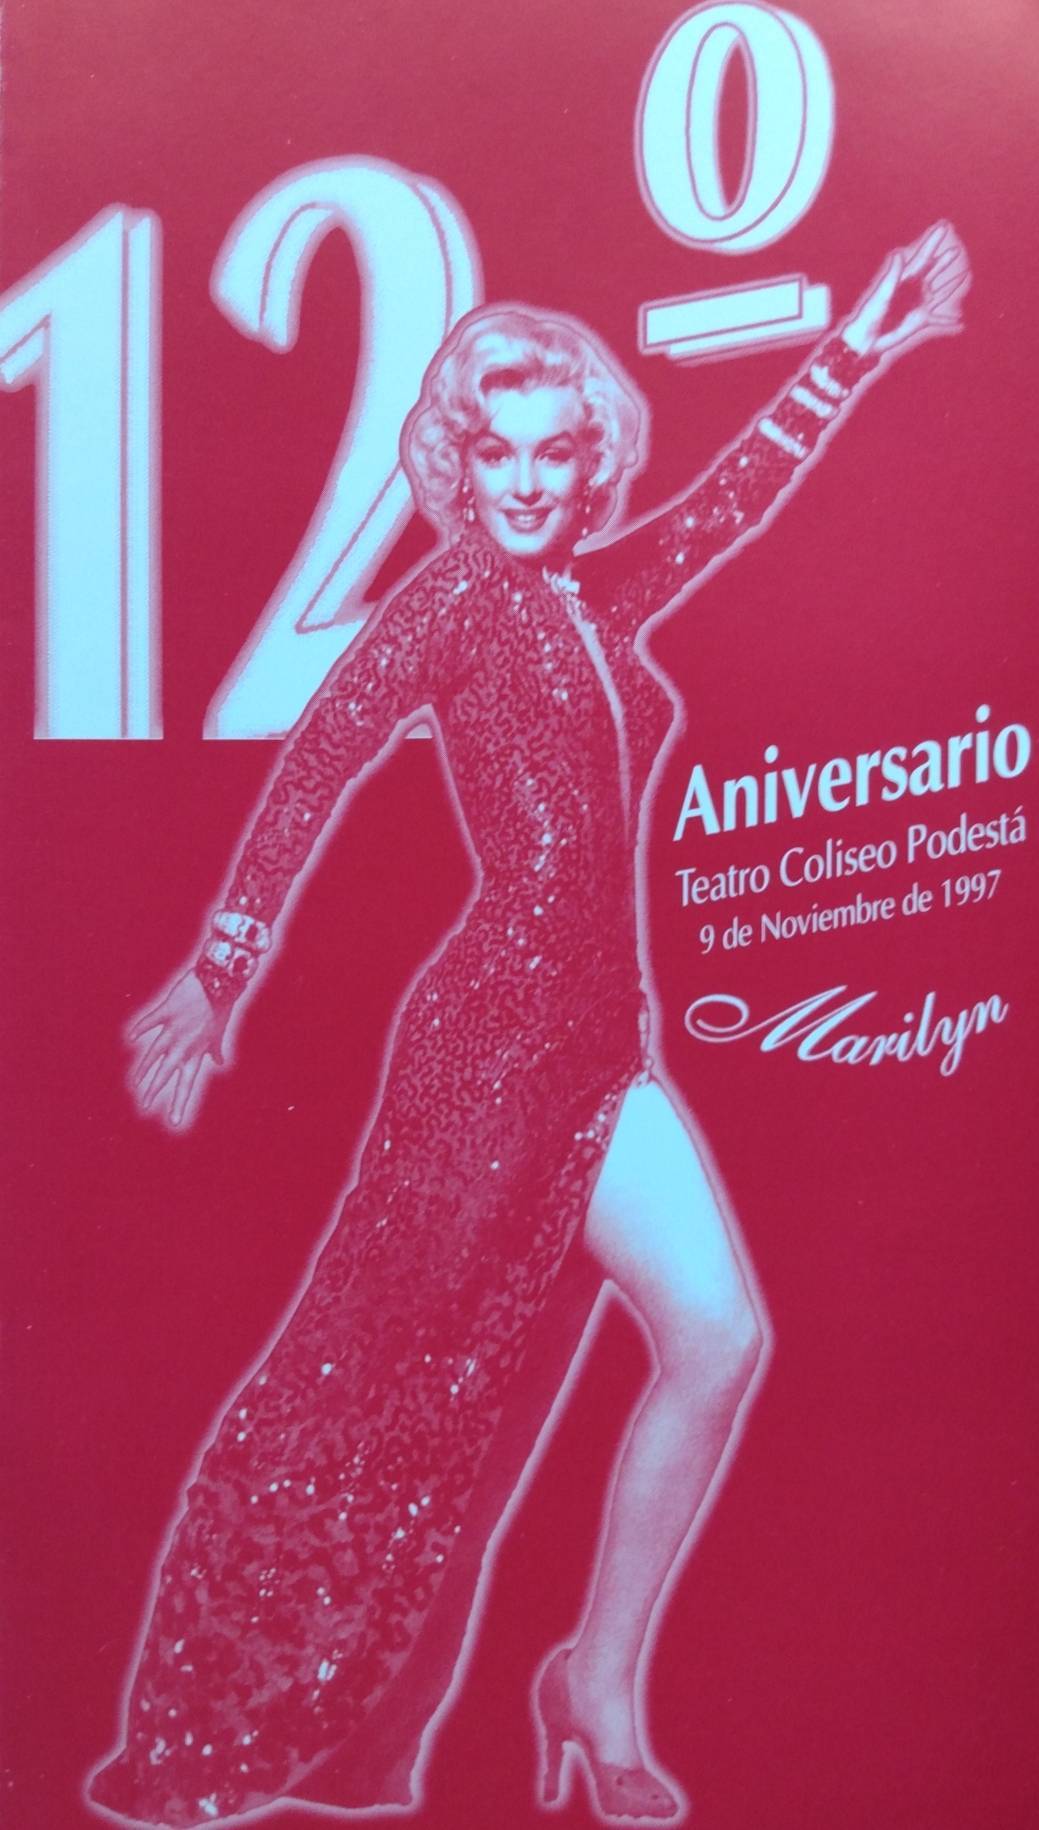 12º
Aniversario
Teatro Coliseo Podestá
9 de Noviembre de 1997
Marilyn